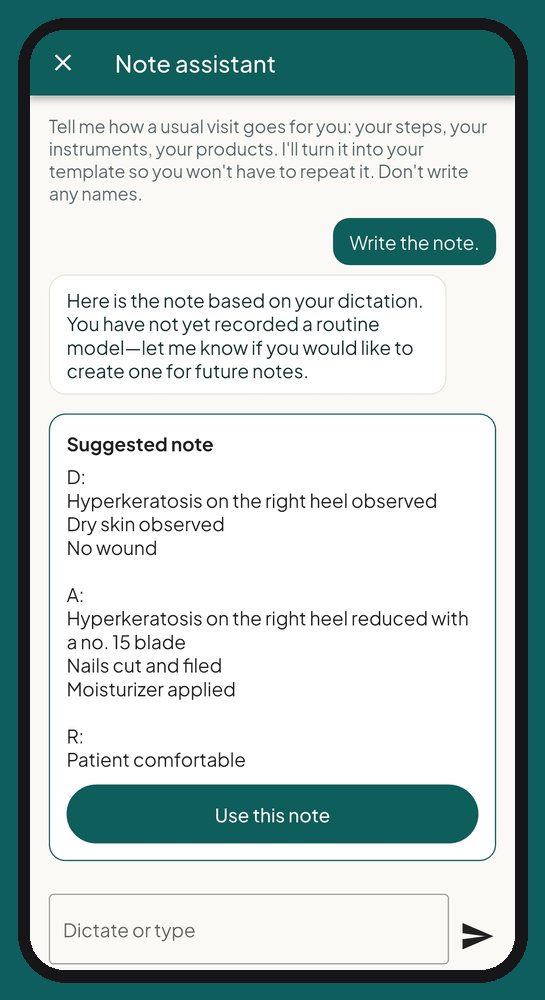 Note assistant
Tell me how a usual visit goes for you: your steps, your
instruments, your products. I'll turn it into your
template so you won't have to repeat it. Don't write
any names.
Write the note.
Here is the note based on your dictation.
You have not yet recorded a routine
model—let me know if you would like to
create one for future notes.
Suggested note
D:
Hyperkeratosis on the right heel observed
Dry skin observed
No wound
A:
Hyperkeratosis on the right heel reduced with
a no. 15 blade
Nails cut and filed
Moisturizer applied
R:
Patient comfortable
Use this note
Dictate or type